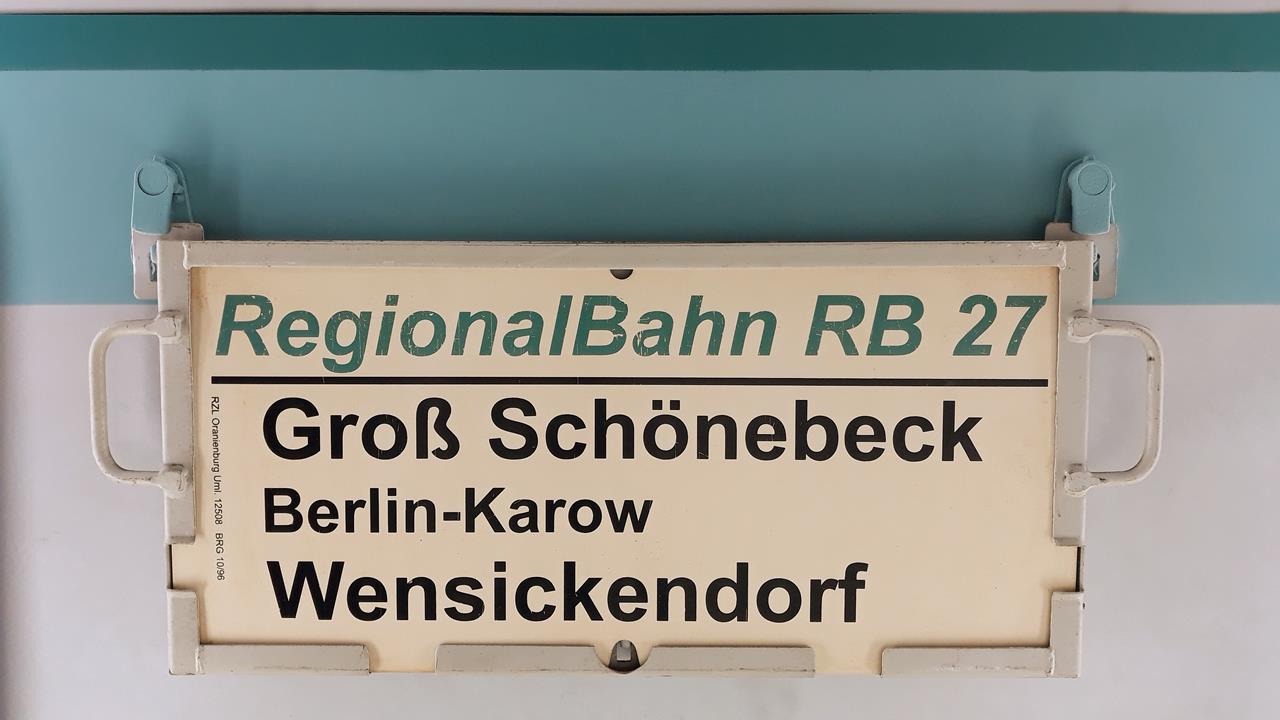 RegionalBahn RB 27
Groß Schönebeck
Berlin-Karow
Wensickendorf
RZL Oranienburg Uml. 12508 BRG 10/96